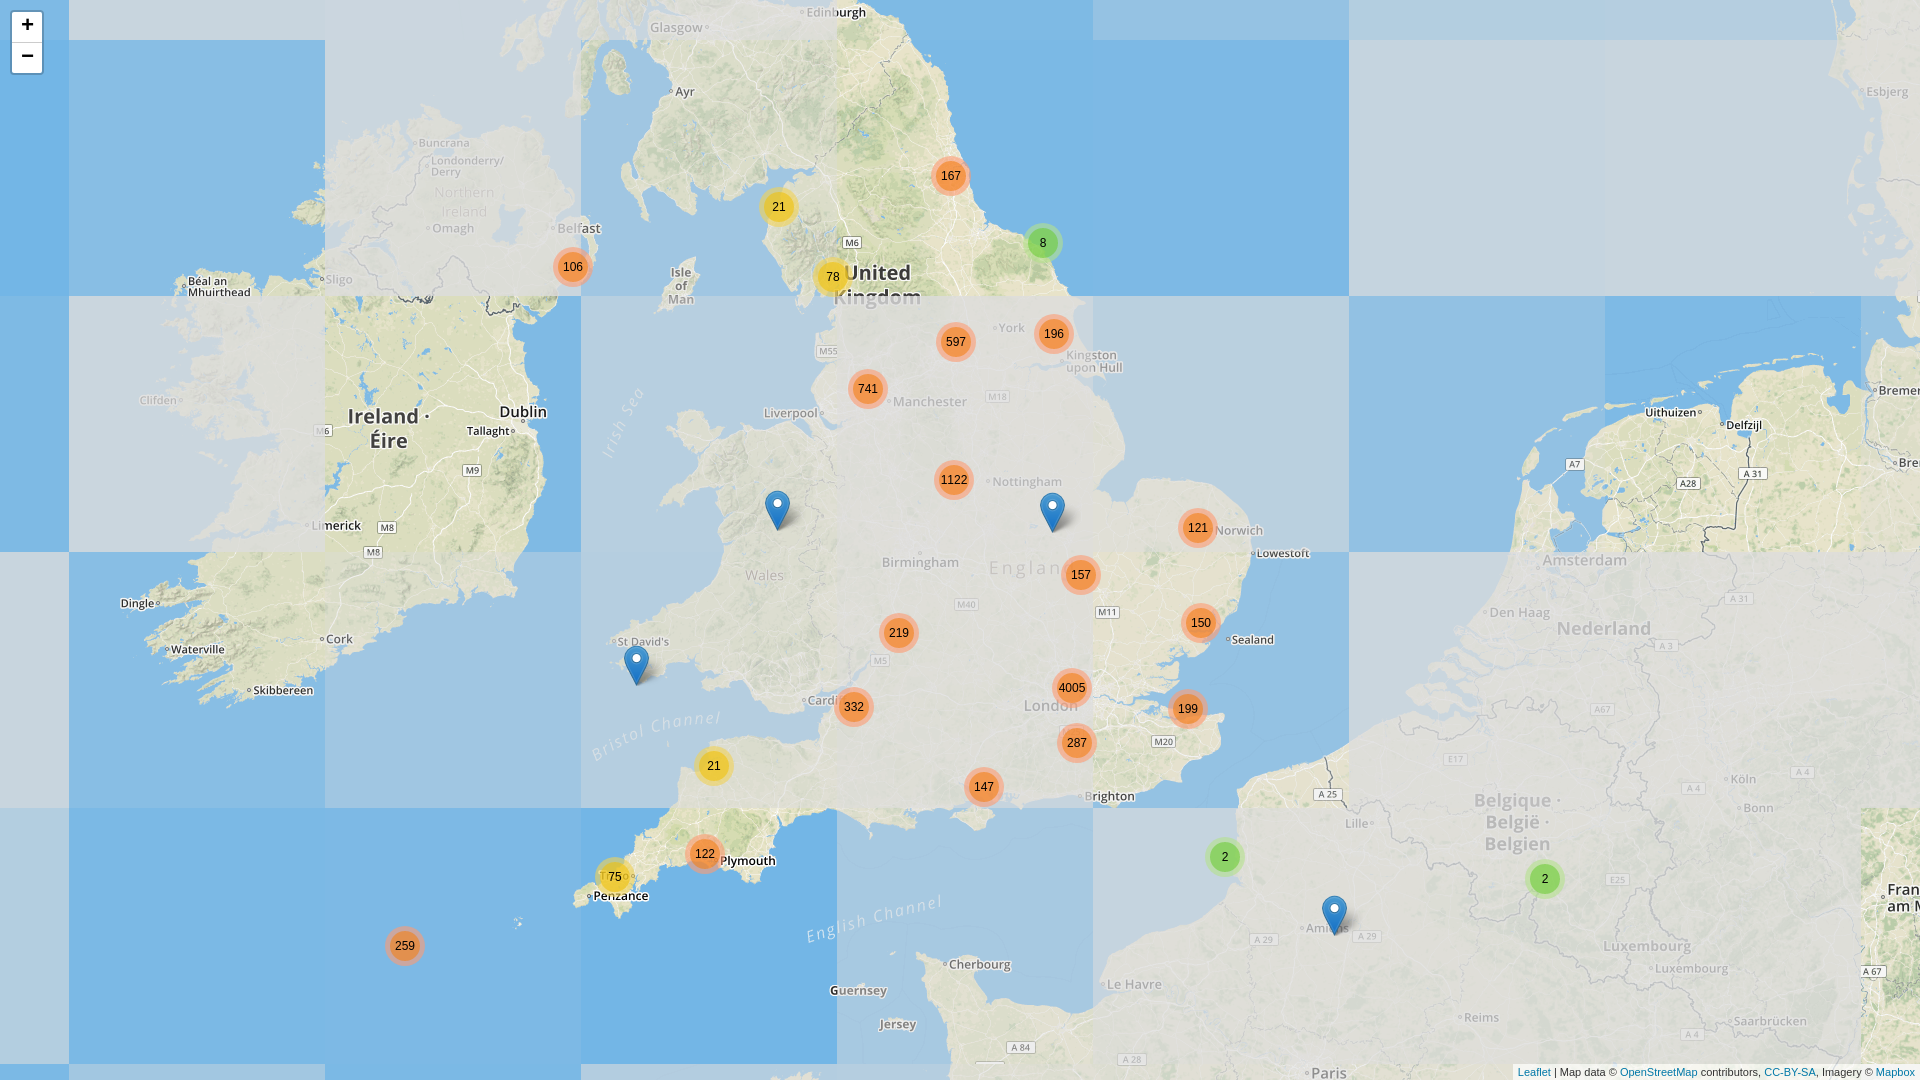 +
−
Edinburgh
Glasgow
Ayr
Esbjerg
Buncrana
Londonderry/
Derry
167
Northern
Ireland
21
Omagh
Belfast
M6
8
106
78
United
Kingdom
Isle
of
Man
Sligo
Béal an
Mhuirthead
York
196
597
M55
Kingston
upon Hull
741
Bremer
Clifden
Manchester
M18
Liverpool
Dublin
Uithuizen
Ireland ·
Éire
M6
Tallaght
Irish Sea
Delfzijl
A7
Bre
M9
1122
Nottingham
A 31
A28
Limerick
M8
121
Norwich
M8
Lowestoft
Birmingham
Englan
Amsterdam
Wales
157
Dingle
M40
M11
A 31
Den Haag
219
150
Nederland
Cork
St David's
Sealand
Waterville
M5
A 3
4005
Skibbereen
Cardi
332
London
199
A67
Bristol Channel
287
M20
E17
21
A 4
Köln
147
Brighton
A 25
A 4
Bonn
Belgique ·
België ·
Belgien
Lille
122
Plymouth
2
75
Penzance
2
E25
Fran
am M
English Channel
Amiens
A 29
A 29
259
Luxembourg
Cherbourg
Luxembourg
A 67
Le Havre
Guernsey
Jersey
Reims
Saarbrücken
A 84
A 4
A 28
Paris
Leaflet | Map data © OpenStreetMap contributors, CC-BY-SA, Imagery © Mapbox